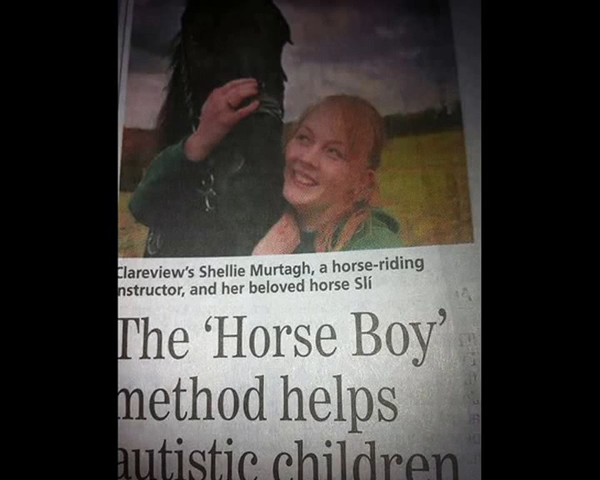 Clareview's Shellie Murtagh, a horse-riding
nstructor, and her beloved horse Slí
The 'Horse Boy'
method helps
autistic children